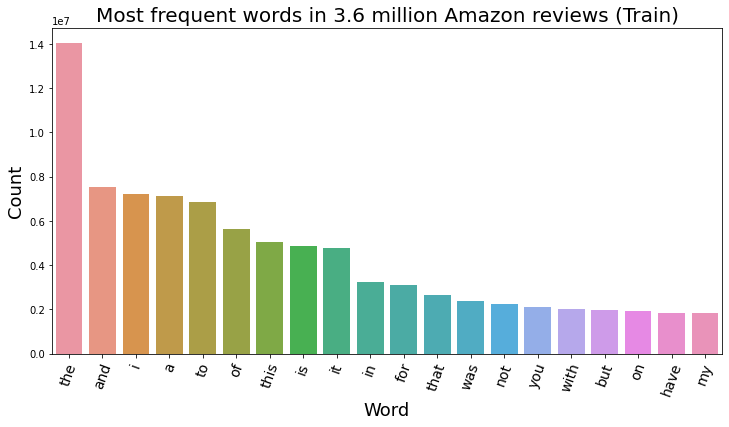 Most frequent words in 3.6 million Amazon reviews (Train)
1e7
1.4
1.2
1.0
0.8
0.6
0.4
0.2
0.0
Count
the and i a to of this is it in for that was not you with but on have my
Word